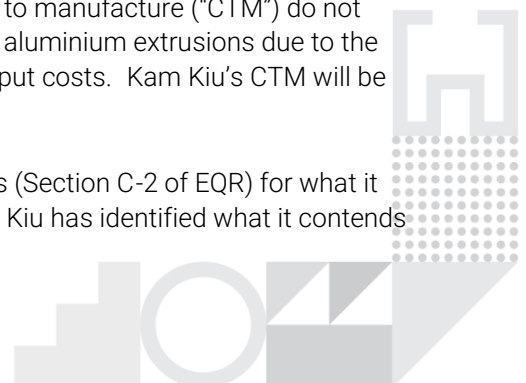 to manufacture (“CTM”) do not
aluminium extrusions due to the
put costs.  Kam Kiu’s CTM will be
s (Section C-2 of EQR) for what it
Kiu has identified what it contends